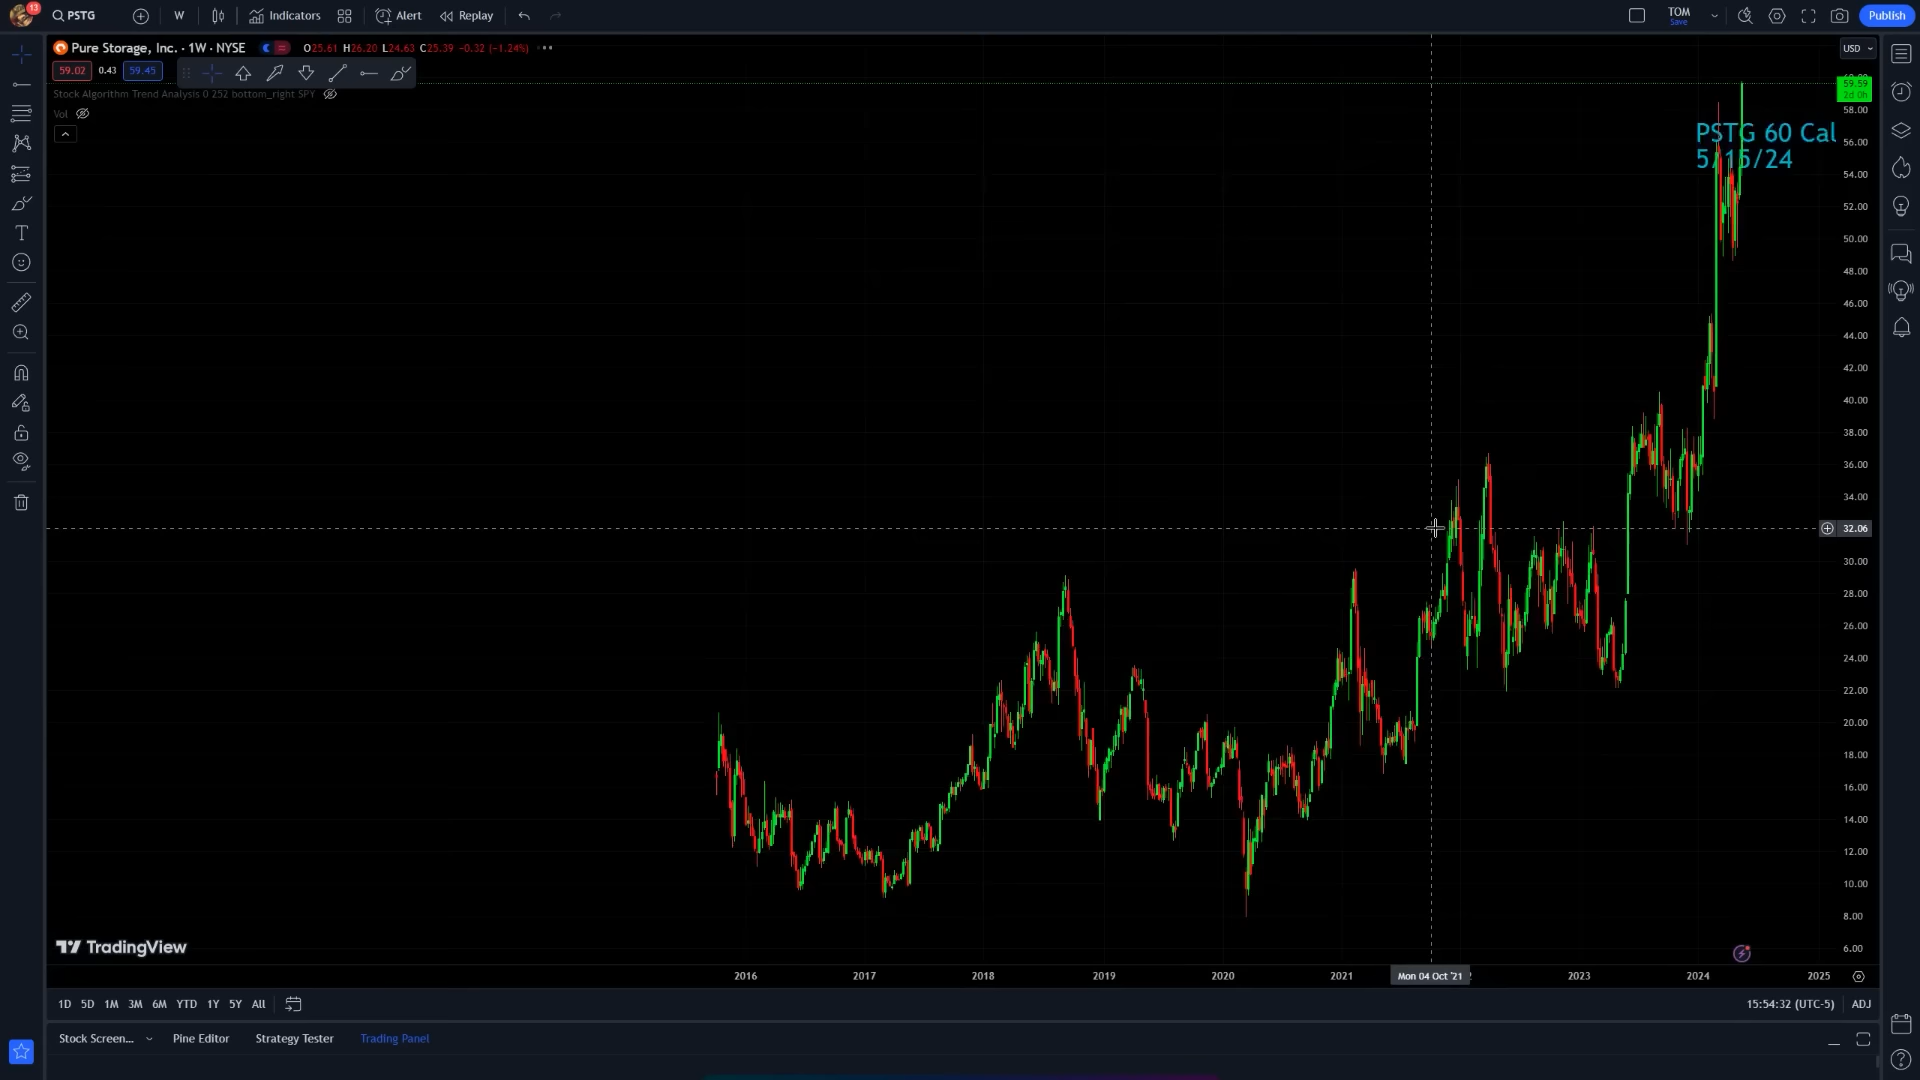 13
PSTG
W
Indicators
Alert
Replay
TOM
Save
Publish
Pure Storage, Inc. · 1W · NYSE
O25.61 H26.20 L24.63 C25.39 −0.32 (−1.24%)
USD
59.02 0.43 59.45
Stock Algorithm Trend Analysis 0 252 bottom_right SPY
Vol
59.59
2d 0h
58.00
PSTG 60 Cal
5/15/24
56.00
54.00
52.00
50.00
48.00
46.00
44.00
42.00
40.00
38.00
36.00
34.00
32.06
30.00
28.00
26.00
24.00
22.00
20.00
18.00
16.00
14.00
12.00
10.00
8.00
6.00
TradingView
2016 2017 2018 2019 2020 2021 Mon 04 Oct '21 2023 2024 2025
1D 5D 1M 3M 6M YTD 1Y 5Y All
15:54:32 (UTC-5) ADJ
Stock Screen... Pine Editor Strategy Tester Trading Panel